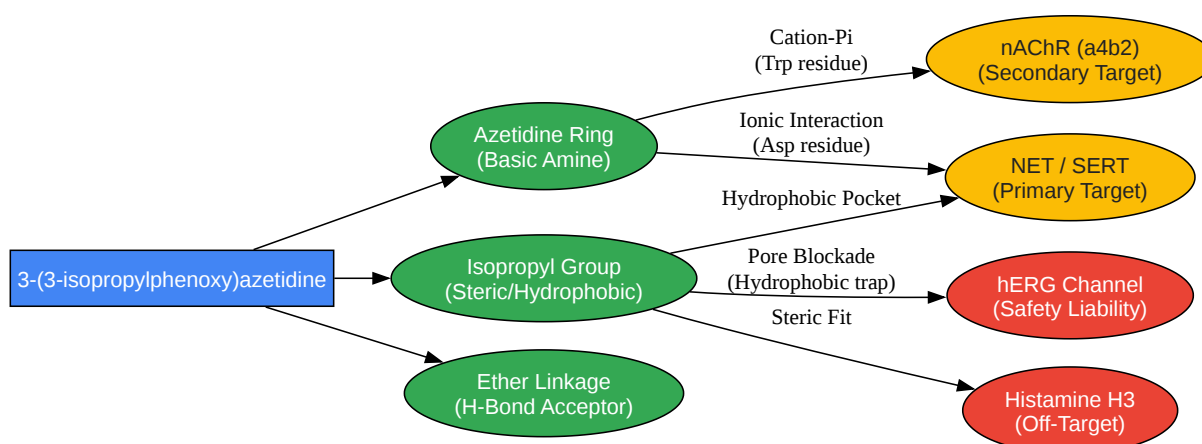 3-(3-isopropylphenoxy)azetidine
Azetidine Ring
(Basic Amine)
Isopropyl Group
(Steric/Hydrophobic)
Ether Linkage
(H-Bond Acceptor)
Cation-Pi
(Trp residue)
Ionic Interaction
(Asp residue)
Hydrophobic Pocket
Pore Blockade
(Hydrophobic trap)
Steric Fit
nAChR (a4b2)
(Secondary Target)
NET / SERT
(Primary Target)
hERG Channel
(Safety Liability)
Histamine H3
(Off-Target)